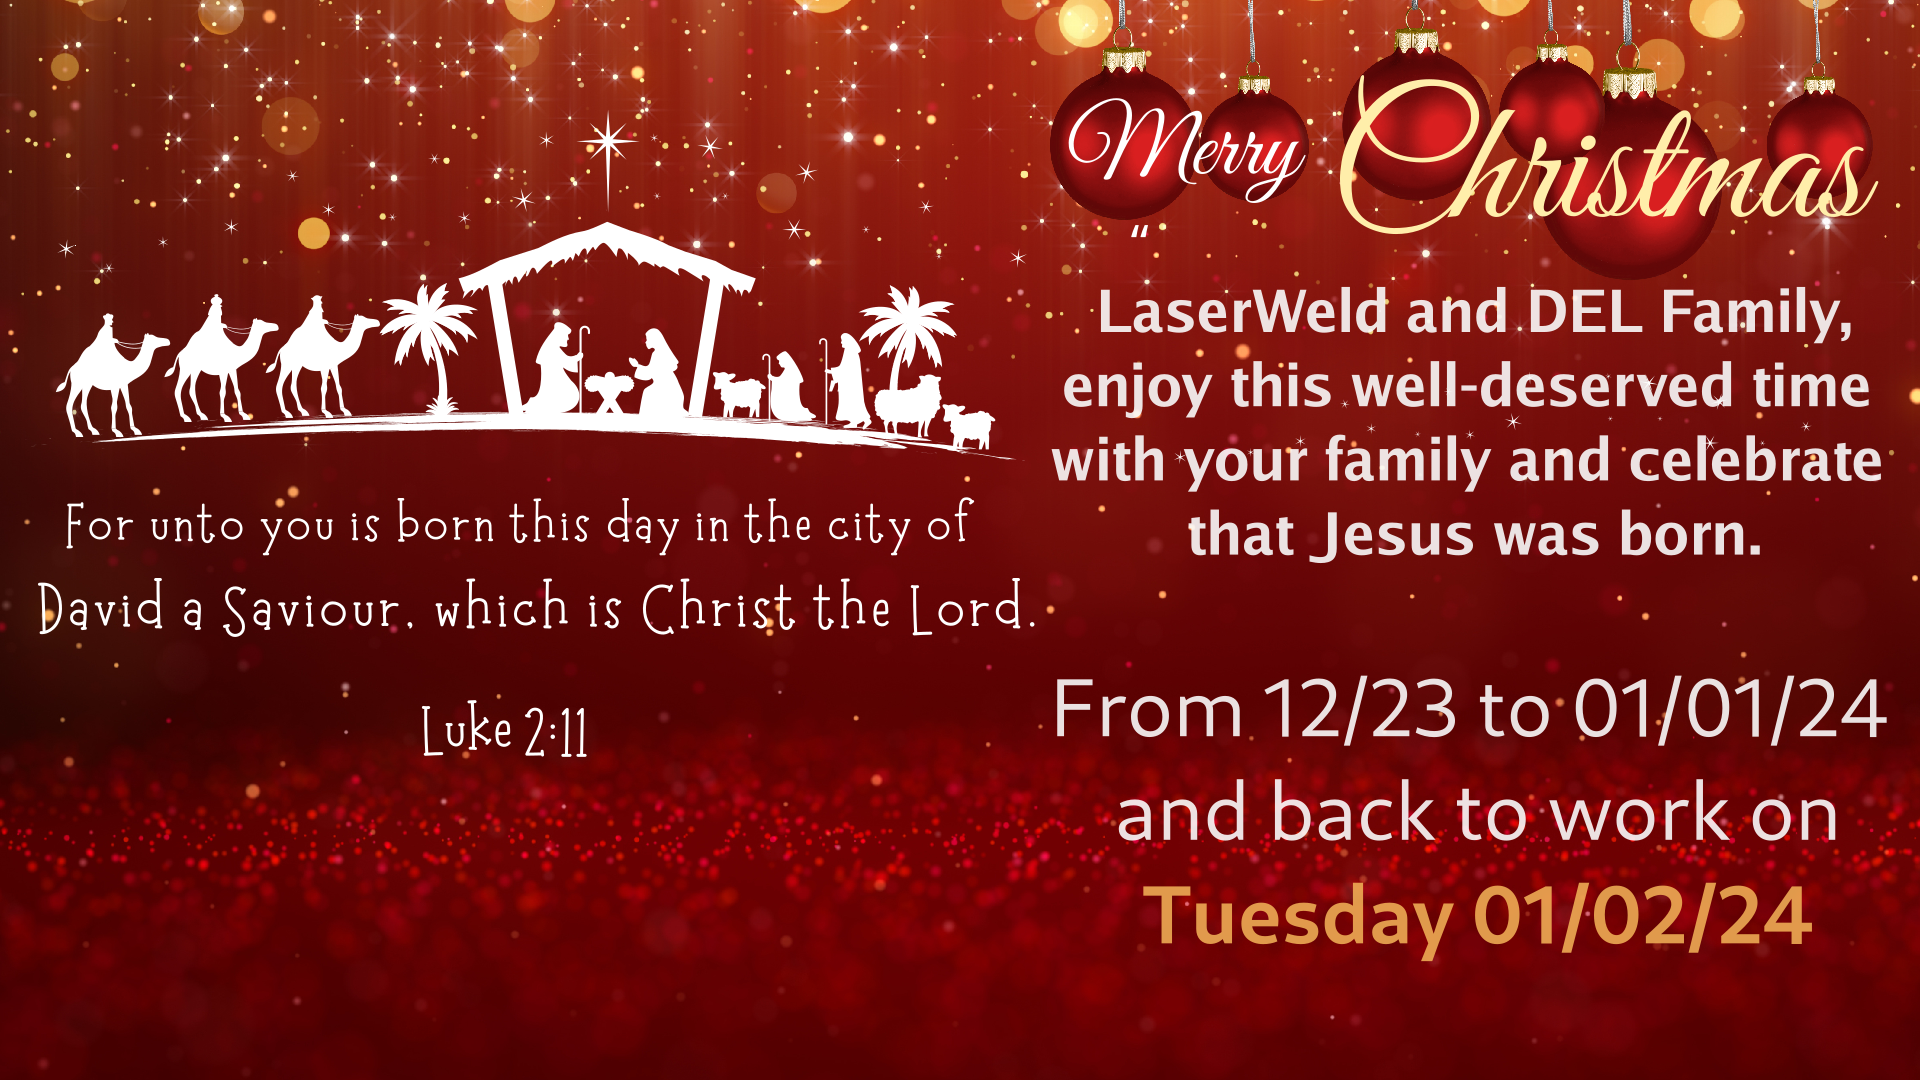 Merry Christmas
“
LaserWeld and DEL Family,
enjoy this well-deserved time
with your family and celebrate
that Jesus was born.
For unto you is born this day in the city of
David a Saviour, which is Christ the Lord.
Luke 2:11
From 12/23 to 01/01/24
and back to work on
Tuesday 01/02/24